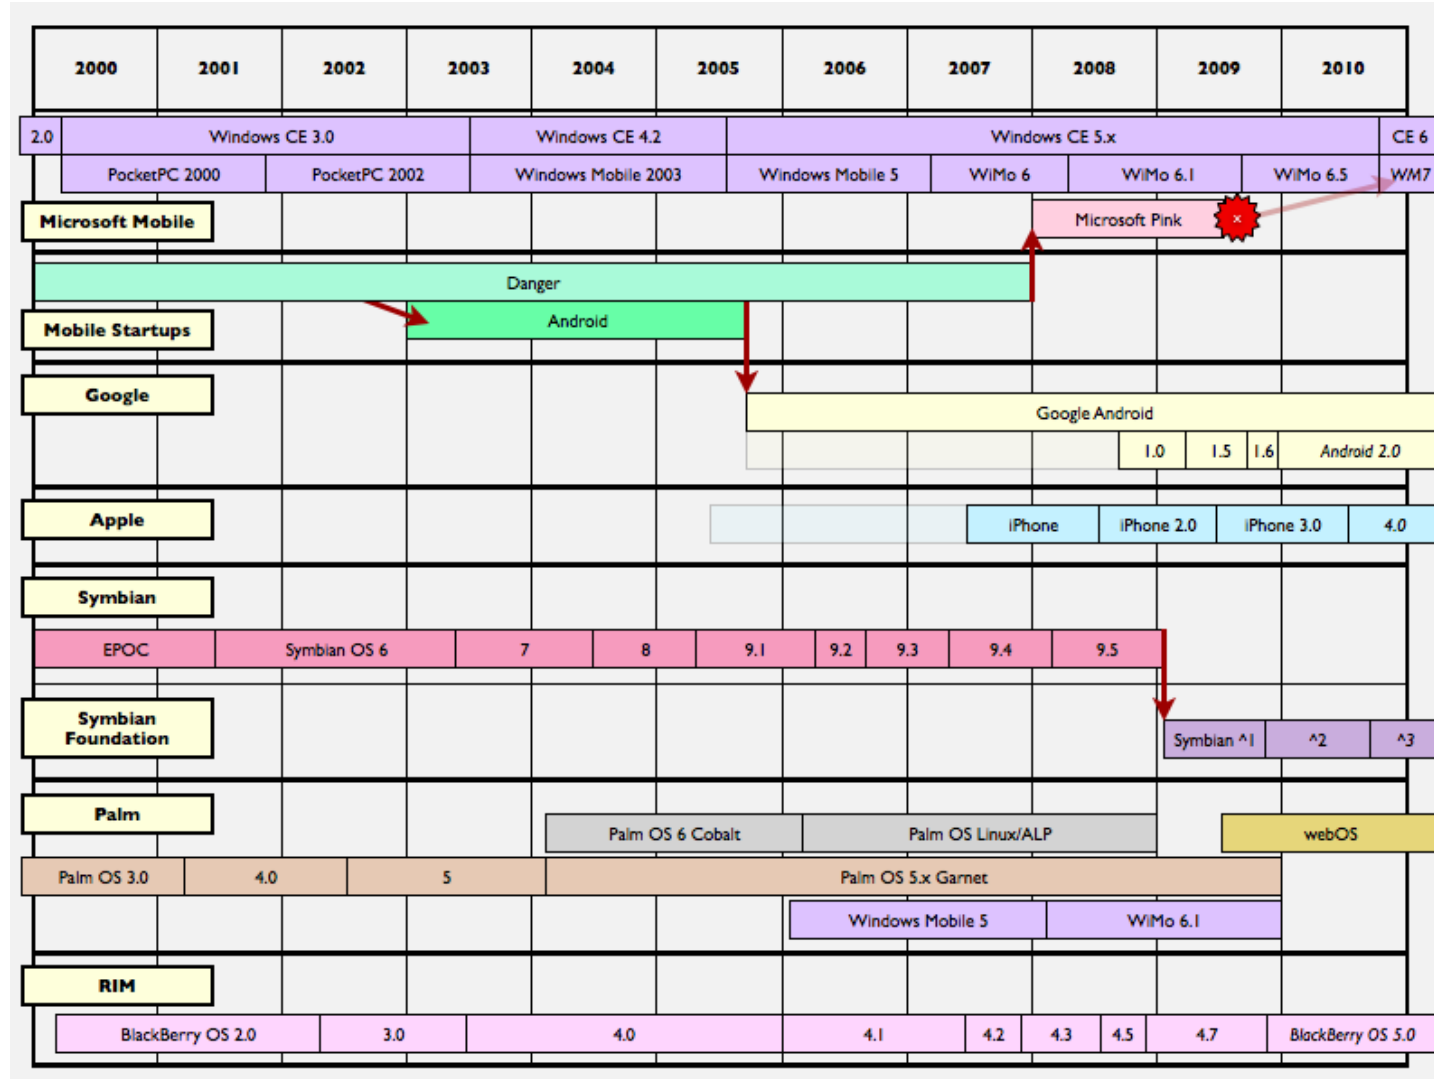 2000 2001 2002 2003 2004 2005 2006 2007 2008 2009 2010
2.0 Windows CE 3.0 Windows CE 4.2 Windows CE 5.x CE 6
PocketPC 2000 PocketPC 2002 Windows Mobile 2003 Windows Mobile 5 WiMo 6 WiMo 6.1 WiMo 6.5 WM7
Microsoft Mobile Microsoft Pink x
Danger
Mobile Startups Android
Google
Google Android
1.0 1.5 1.6 Android 2.0
Apple iPhone iPhone 2.0 iPhone 3.0 4.0
Symbian
EPOC Symbian OS 6 7 8 9.1 9.2 9.3 9.4 9.5
Symbian
Foundation
Symbian ^1 ^2 ^3
Palm
Palm OS 6 Cobalt Palm OS Linux/ALP webOS
Palm OS 3.0 4.0 5 Palm OS 5.x Garnet
Windows Mobile 5 WiMo 6.1
RIM
BlackBerry OS 2.0 3.0 4.0 4.1 4.2 4.3 4.5 4.7 BlackBerry OS 5.0